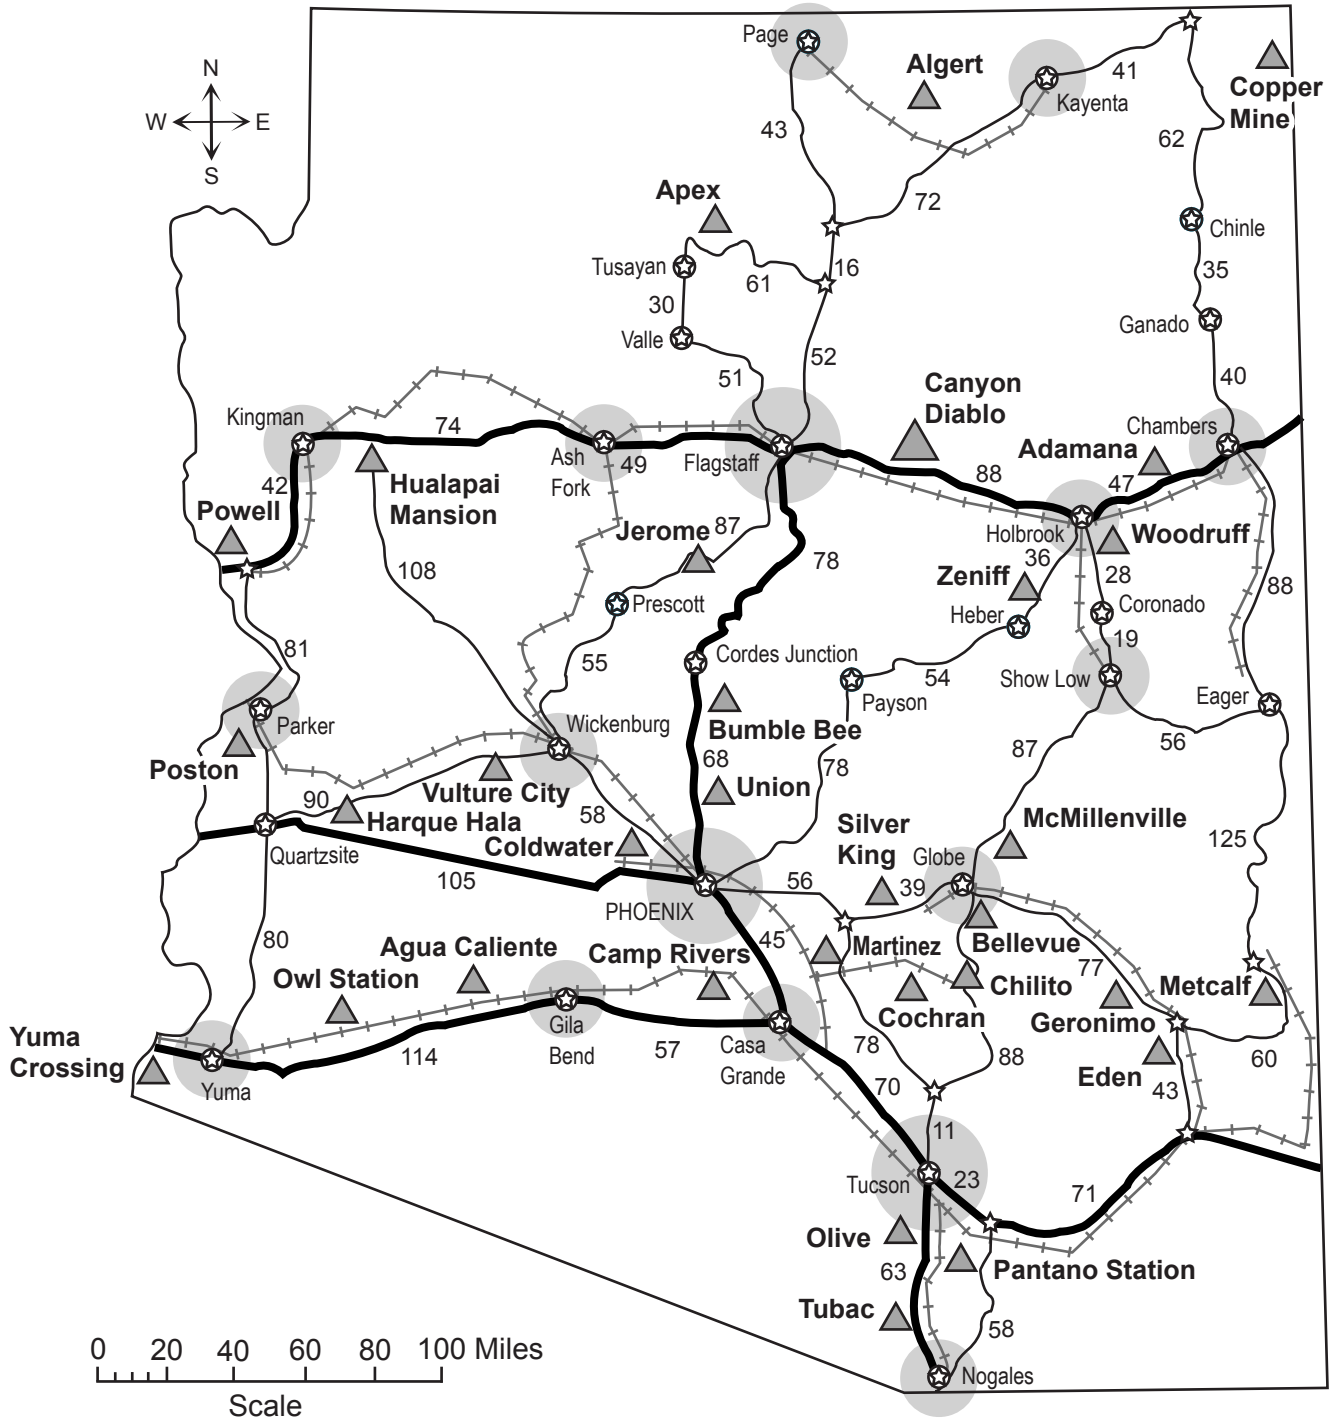 Page
Algert
41
Kayenta
Copper
Mine
N
W E
S
43
62
72
Apex
Chinle
Tusayan
61
16
35
30
Ganado
Valle
51
52
40
Canyon
Diablo
Kingman
74
Chambers
Adamana
Ash
Fork
49
Flagstaff
88
47
42
Hualapai
Mansion
Powell
Jerome
87
78
Holbrook
Woodruff
36
Zeniff
28
88
108
Prescott
Heber
Coronado
19
81
55
Cordes Junction
54
Show Low
Payson
Eager
Parker
Wickenburg
Bumble Bee
56
87
Poston
68
78
Union
90
Vulture City
Harque Hala
58
Silver
King
McMillenville
125
Coldwater
Globe
Quartzsite
105
56
39
PHOENIX
45
Martinez
Bellevue
80
Agua Caliente
Camp Rivers
77
Owl Station
Chilito
Metcalf
Cochran
Geronimo
Gila
Bend
Yuma
Crossing
114
57
Casa
Grande
78
88
60
Eden
43
Yuma
70
11
Tucson
23
71
Olive
63
Pantano Station
Tubac
58
0 20 40 60 80 100 Miles
Nogales
Scale